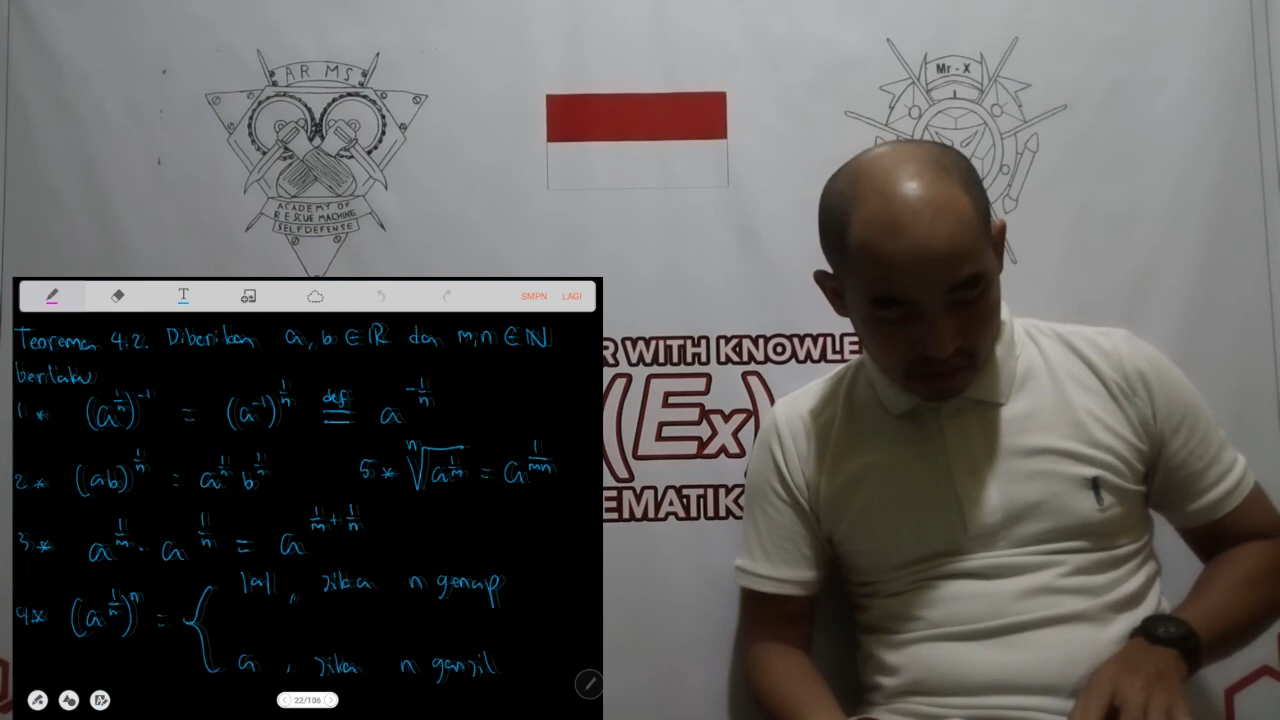 AR MS
Mr - X
ACADEMY OF
RESCUE MACHINE
SELFDEFENSE
SMPN LAGI
Teorema 4.2. Diberikan a, b ∈ ℝ dan m,n ∈ ℕ
berlaku
1* (a^{1/n})^{-1} = (a^{-1})^{1/n} def= a^{-1/n}
2* (ab)^{1/n} = a^{1/n} b^{1/n}
5* \sqrt[n]{a^{1/m}} = a^{1/mn}
3* a^{1/m} · a^{1/n} = a^{1/m + 1/n}
4* (a^{1/n})^n = { |a| , jika n genap
a , jika n ganjil
22/106
R WITH KNOWLE
(Ex)
EMATIK